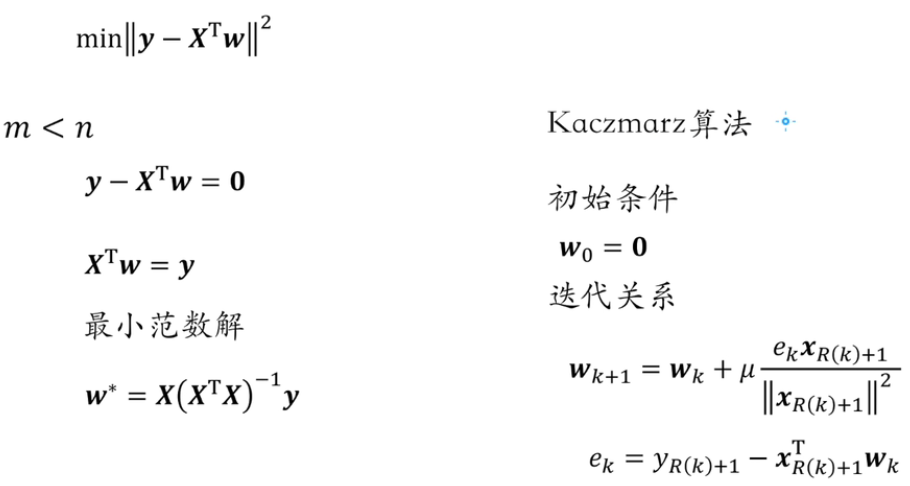 min‖y − Xᵀw‖²
m < n
y − Xᵀw = 0
Xᵀw = y
最小范数解
w* = X(XᵀX)⁻¹y
Kaczmarz算法
初始条件
w₀ = 0
迭代关系
w_{k+1} = w_k + μ \frac{e_k x_{R(k)+1}}{‖x_{R(k)+1}‖²}
e_k = y_{R(k)+1} − xᵀ_{R(k)+1} w_k